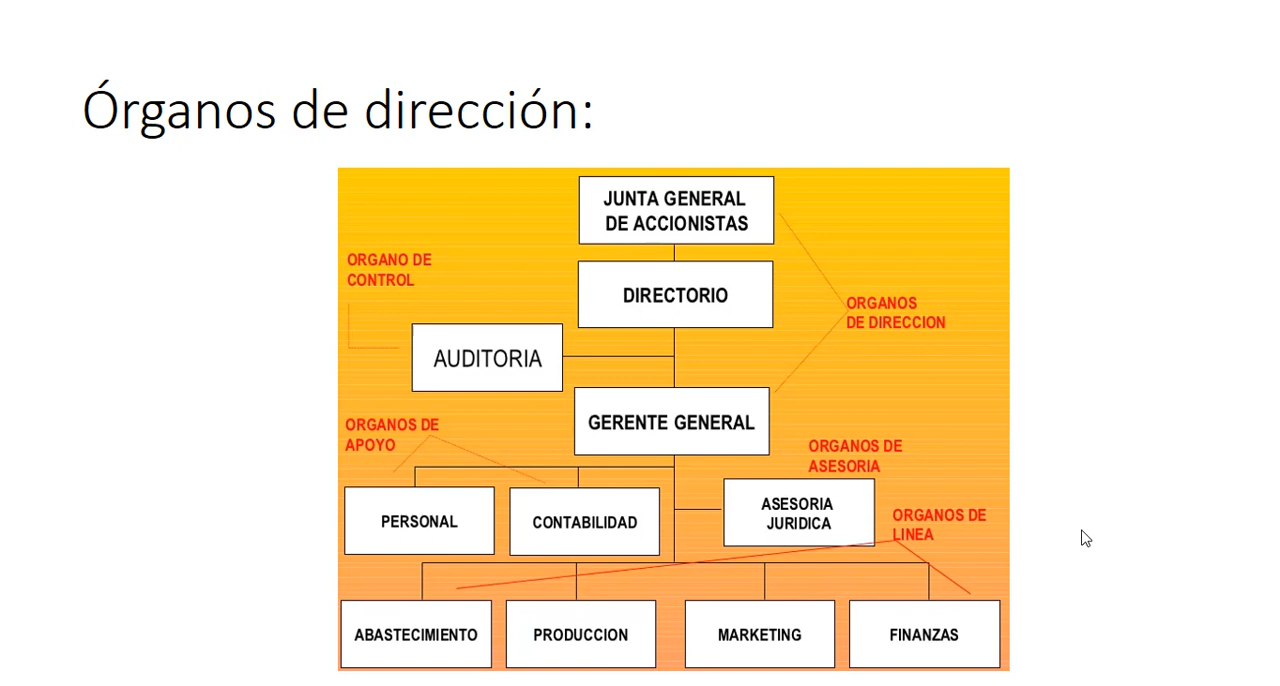 Órganos de dirección:
JUNTA GENERAL
DE ACCIONISTAS
ORGANO DE
CONTROL
DIRECTORIO
ORGANOS
DE DIRECCION
AUDITORIA
GERENTE GENERAL
ORGANOS DE
APOYO
ORGANOS DE
ASESORIA
PERSONAL
CONTABILIDAD
ASESORIA
JURIDICA
ORGANOS DE
LINEA
ABASTECIMIENTO
PRODUCCION
MARKETING
FINANZAS